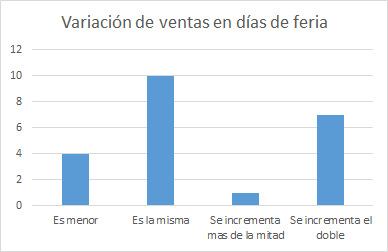 Variación de ventas en días de feria
12
10
8
6
4
2
0
Es menor
Es la misma
Se incrementa
mas de la mitad
Se incrementa el
doble